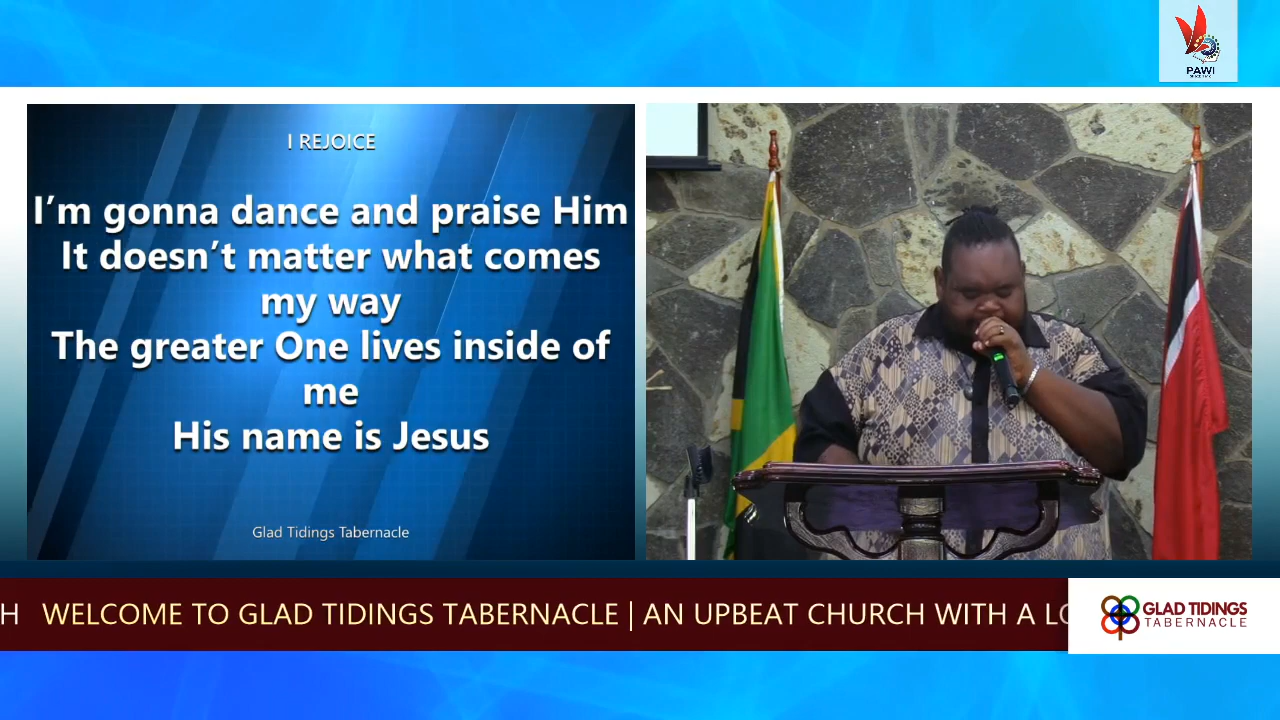 PAWI
I REJOICE
I’m gonna dance and praise Him
It doesn’t matter what comes
my way
The greater One lives inside of
me
His name is Jesus
Glad Tidings Tabernacle
H WELCOME TO GLAD TIDINGS TABERNACLE | AN UPBEAT CHURCH WITH A LO
GLAD TIDINGS
TABERNACLE